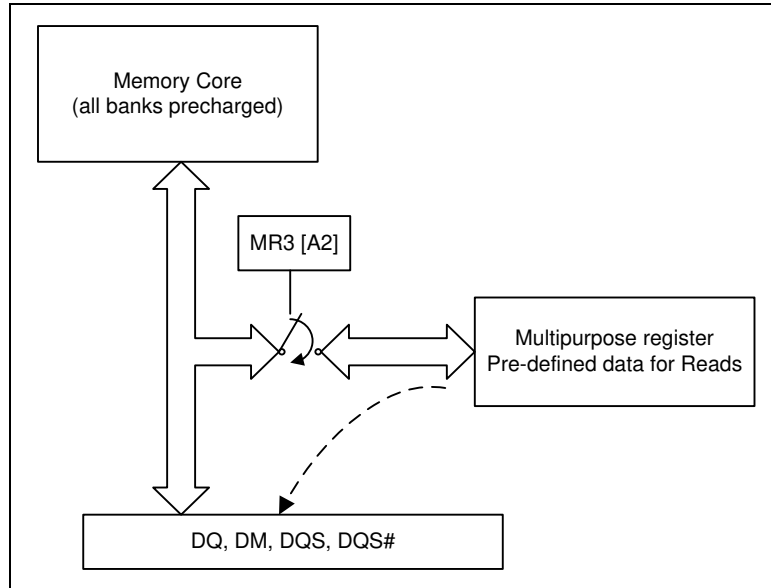 Memory Core
(all banks precharged)
MR3 [A2]
Multipurpose register
Pre-defined data for Reads
DQ, DM, DQS, DQS#